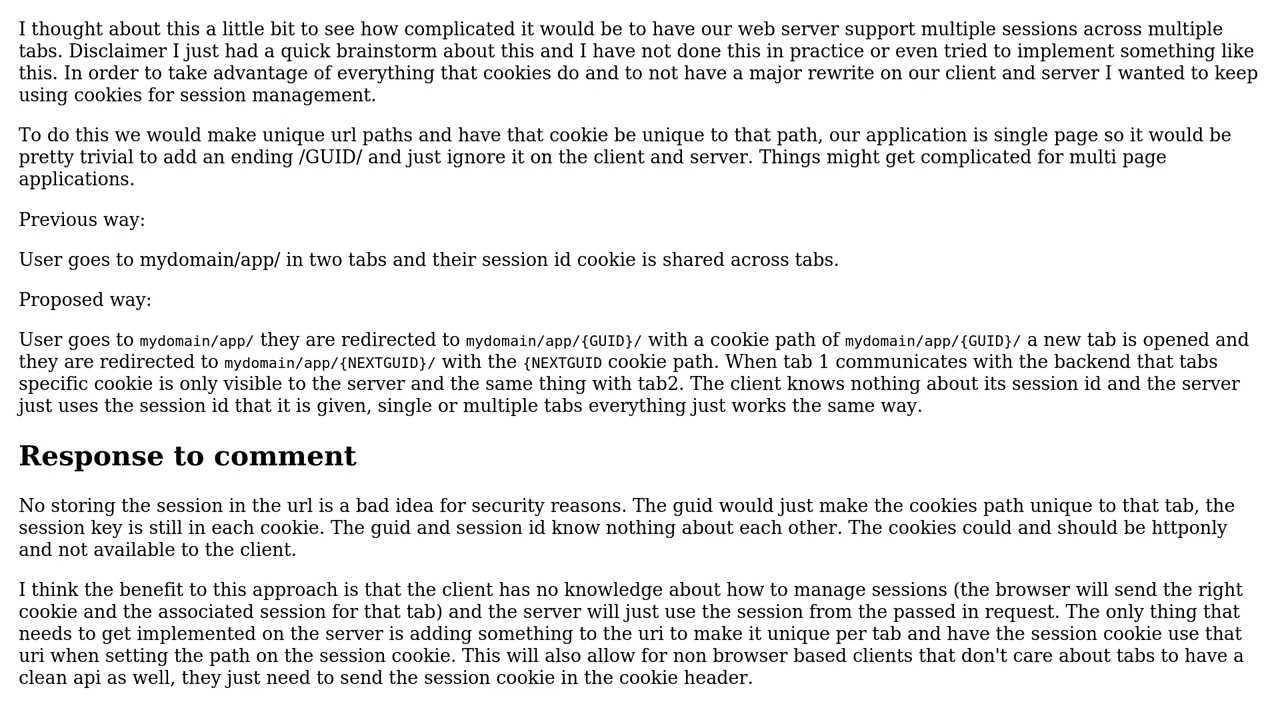 I thought about this a little bit to see how complicated it would be to have our web server support multiple sessions across multiple
tabs. Disclaimer I just had a quick brainstorm about this and I have not done this in practice or even tried to implement something like
this. In order to take advantage of everything that cookies do and to not have a major rewrite on our client and server I wanted to keep
using cookies for session management.
To do this we would make unique url paths and have that cookie be unique to that path, our application is single page so it would be
pretty trivial to add an ending /GUID/ and just ignore it on the client and server. Things might get complicated for multi page
applications.
Previous way:
User goes to mydomain/app/ in two tabs and their session id cookie is shared across tabs.
Proposed way:
User goes to mydomain/app/ they are redirected to mydomain/app/{GUID}/ with a cookie path of mydomain/app/{GUID}/ a new tab is opened and
they are redirected to mydomain/app/{NEXTGUID}/ with the {NEXTGUID cookie path. When tab 1 communicates with the backend that tabs
specific cookie is only visible to the server and the same thing with tab2. The client knows nothing about its session id and the server
just uses the session id that it is given, single or multiple tabs everything just works the same way.
Response to comment
No storing the session in the url is a bad idea for security reasons. The guid would just make the cookies path unique to that tab, the
session key is still in each cookie. The guid and session id know nothing about each other. The cookies could and should be httponly
and not available to the client.
I think the benefit to this approach is that the client has no knowledge about how to manage sessions (the browser will send the right
cookie and the associated session for that tab) and the server will just use the session from the passed in request. The only thing that
needs to get implemented on the server is adding something to the uri to make it unique per tab and have the session cookie use that
uri when setting the path on the session cookie. This will also allow for non browser based clients that don't care about tabs to have a
clean api as well, they just need to send the session cookie in the cookie header.